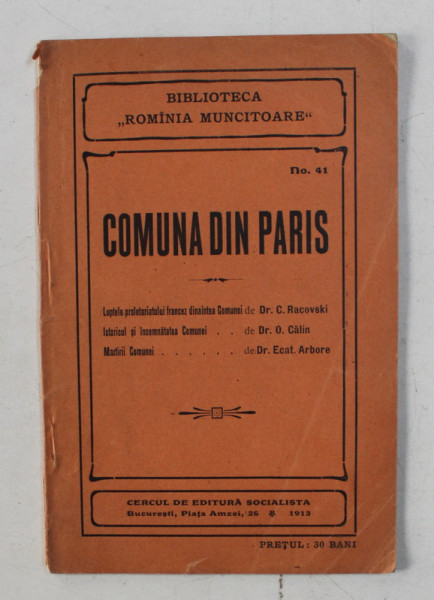 BIBLIOTECA
„ROMÎNIA MUNCITOARE“
No. 41
COMUNA DIN PARIS
Luptele proletariatului francez dinaintea Comunei de Dr. C. Racovski
Istoricul și însemnătatea Comunei . . de Dr. O. Călin
Martirii Comunei . . . . . . . de Dr. Ecat. Arbore
CERCUL DE EDITURĂ SOCIALISTA
București, Piața Amzei, 26 1913
PREȚUL: 30 BANI